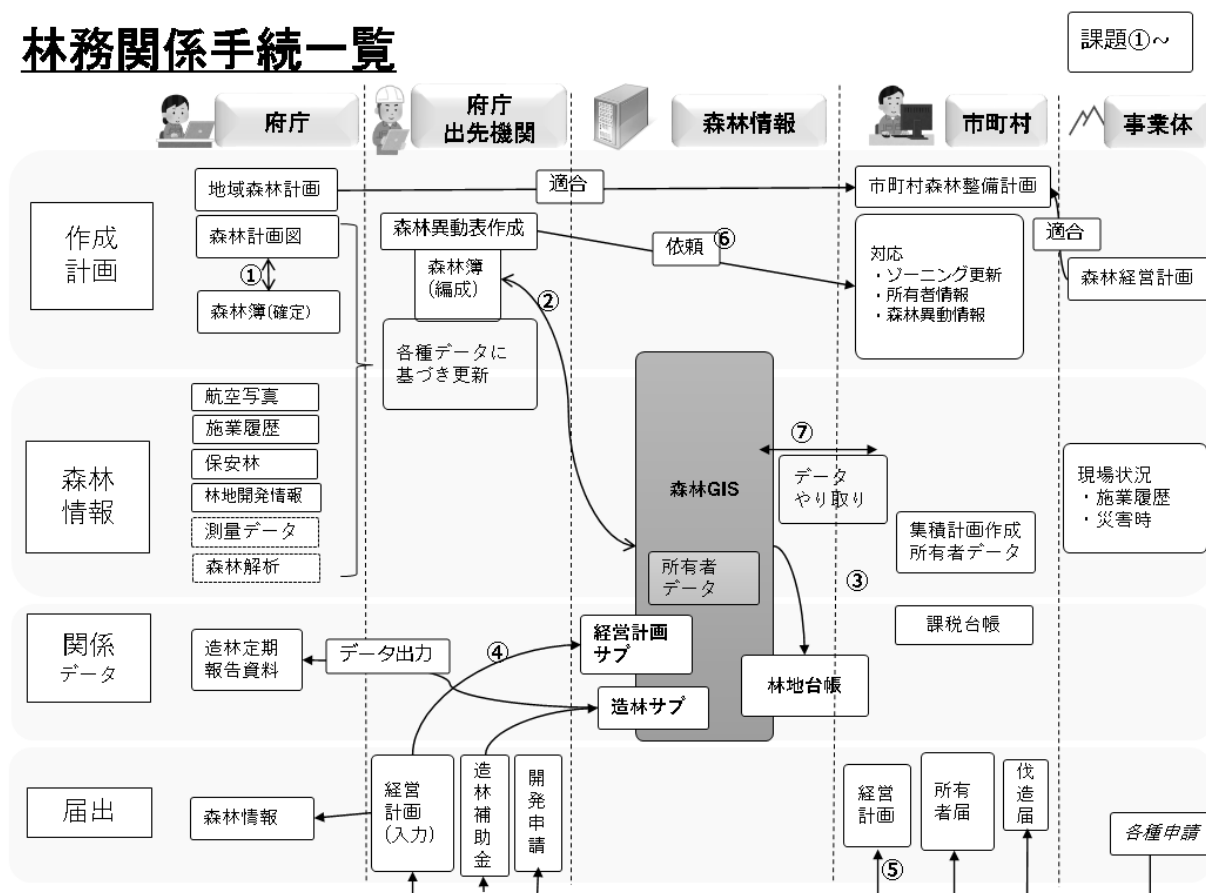 林務関係手続一覧
課題①～
府庁
府庁
出先機関
森林情報
市町村
事業体
作成
計画
地域森林計画
適合
市町村森林整備計画
森林計画図
①
森林簿(確定)
森林異動表作成
森林簿
(編成)
②
依頼
⑥
対応
・ゾーニング更新
・所有者情報
・森林異動情報
適合
森林経営計画
各種データに
基づき更新
森林
情報
航空写真
施業履歴
保安林
林地開発情報
測量データ
森林解析
森林GIS
⑦
データ
やり取り
所有者
データ
③
集積計画作成
所有者データ
現場状況
・施業履歴
・災害時
関係
データ
造林定期
報告資料
データ出力
④
経営計画
サブ
造林サブ
林地台帳
課税台帳
届出
森林情報
経営
計画
(入力)
造林補助金
開発申請
経営
計画
⑤
所有
者届
伐造届
各種申請